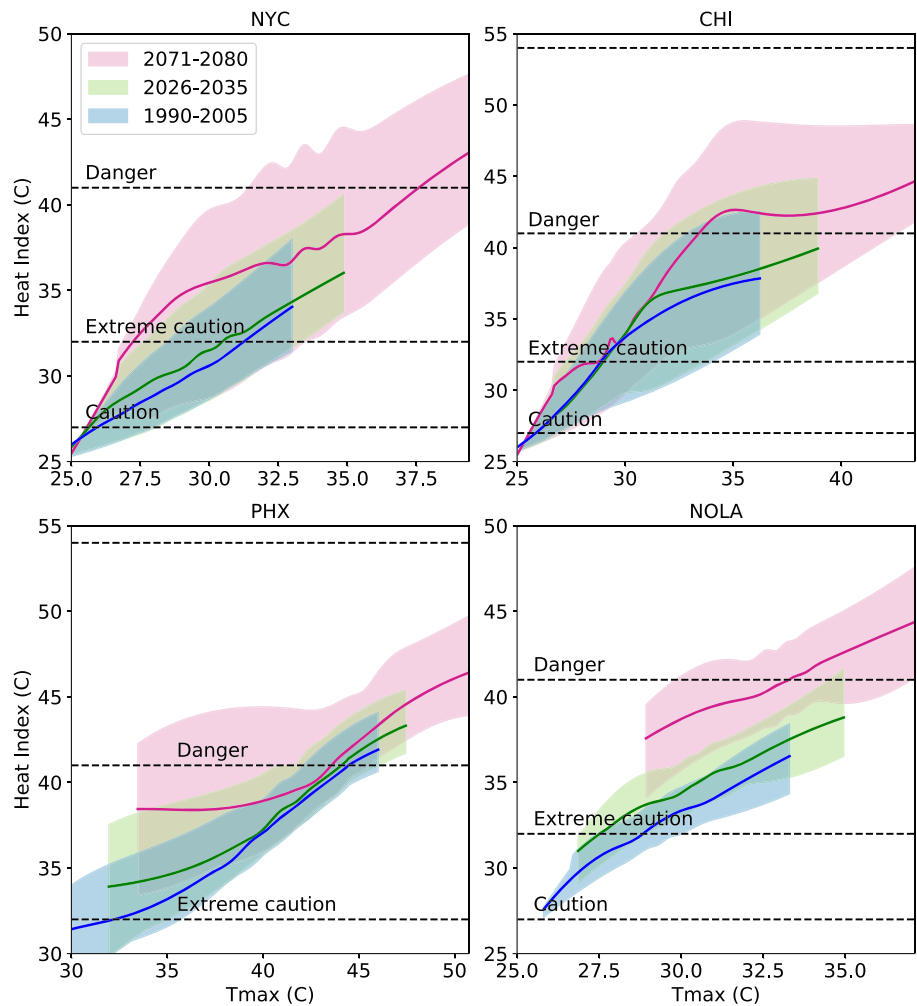 NYC
CHI
50
45
40
35
30
25
Heat Index (C)
2071-2080
2026-2035
1990-2005
Danger
Extreme caution
Caution
25.0
27.5
30.0
32.5
35.0
37.5
55
50
45
40
35
30
25
Danger
Extreme caution
Caution
25
30
35
40
PHX
NOLA
55
50
45
40
35
30
Heat Index (C)
Danger
Extreme caution
30
35
40
45
50
Tmax (C)
50
45
40
35
30
25
Danger
Extreme caution
Caution
25.0
27.5
30.0
32.5
35.0
Tmax (C)